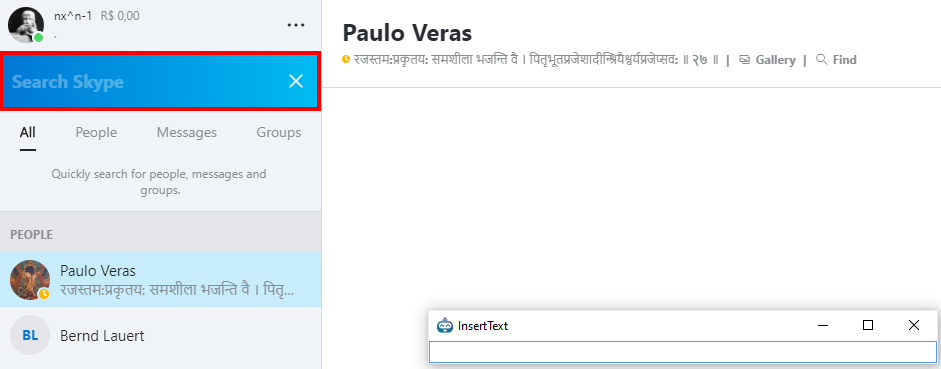 nx^n-1 R$ 0,00
.
Search Skype
All People Messages Groups
Quickly search for people, messages and
groups.
PEOPLE
Paulo Veras
रजस्तम:प्रकृतय: समशीला भजन्ति वै । पितृ...
BL Bernd Lauert
Paulo Veras
रजस्तम:प्रकृतय: समशीला भजन्ति वै । पितृभूतप्रजेशादीन्श्रियैश्वर्यप्रजेप्सव: ॥ २७ ॥ | Gallery | Find
InsertText